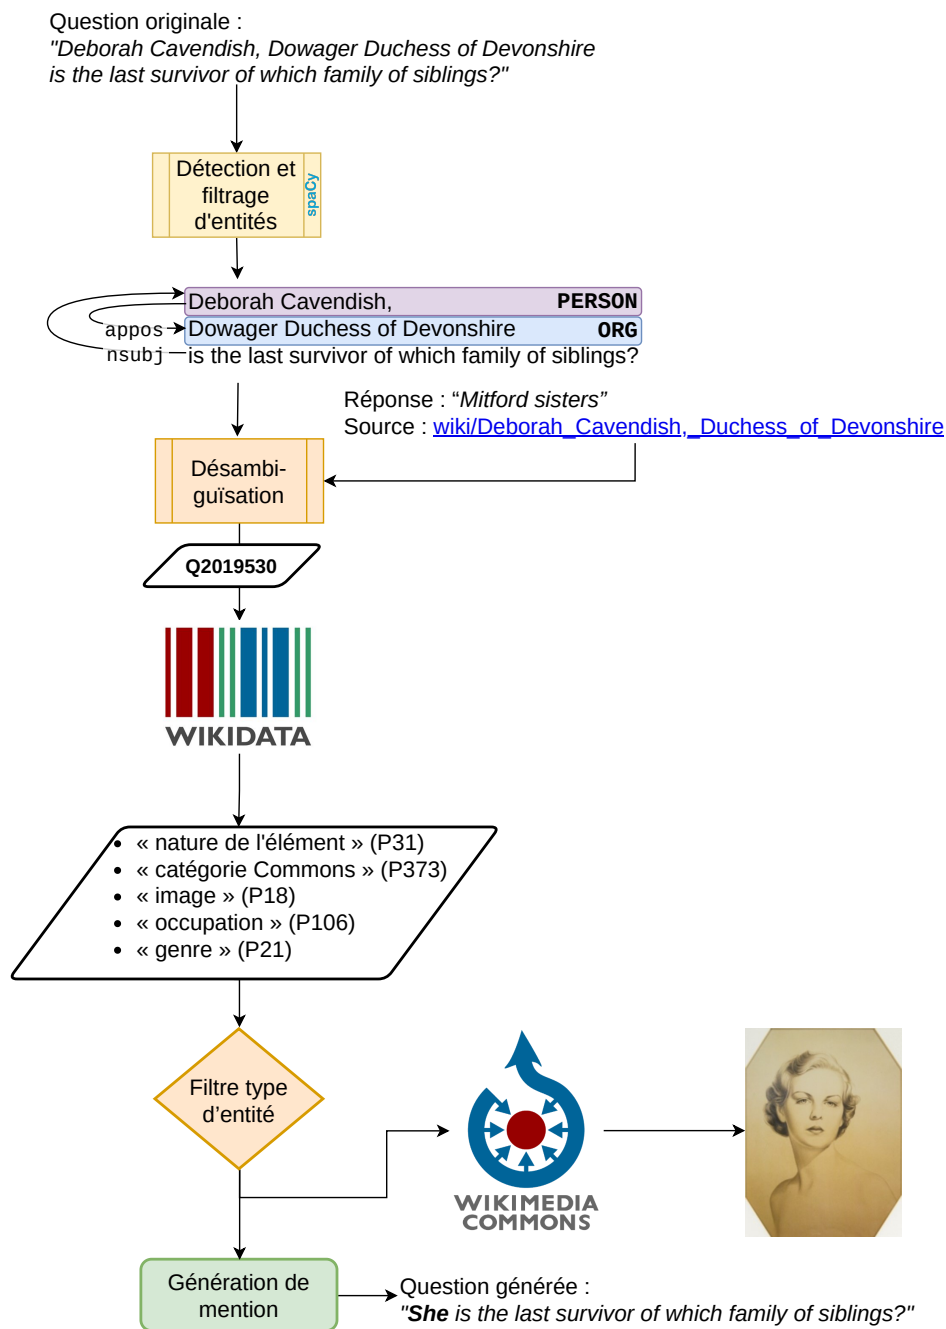 Question originale :
"Deborah Cavendish, Dowager Duchess of Devonshire
is the last survivor of which family of siblings?"
Détection et
filtrage
d'entités
spaCy
Deborah Cavendish, PERSON
appos Dowager Duchess of Devonshire ORG
nsubj is the last survivor of which family of siblings?
Réponse : “Mitford sisters”
Source : wiki/Deborah_Cavendish,_Duchess_of_Devonshire
Désambi-
guïsation
Q2019530
WIKIDATA
• « nature de l'élément » (P31)
• « catégorie Commons » (P373)
• « image » (P18)
• « occupation » (P106)
• « genre » (P21)
Filtre type
d’entité
WIKIMEDIA
COMMONS
Génération de
mention
Question générée :
"She is the last survivor of which family of siblings?"